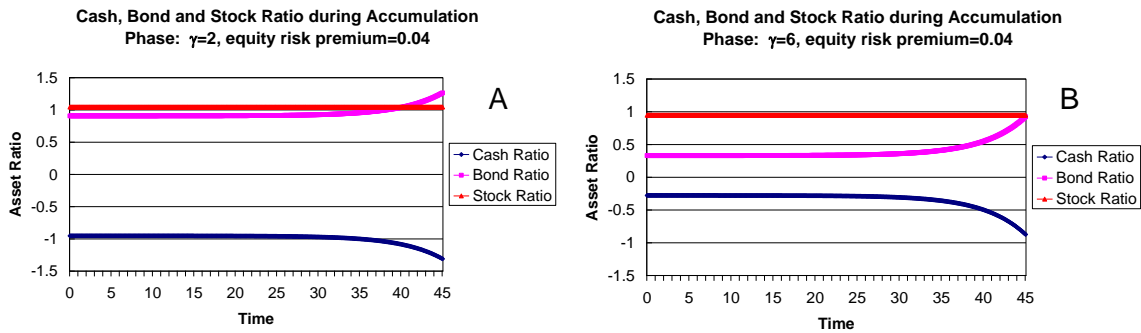 Cash, Bond and Stock Ratio during Accumulation
Phase: γ=2, equity risk premium=0.04
A
1.5
1
0.5
0
-0.5
-1
-1.5
Asset Ratio
0 5 10 15 20 25 30 35 40 45
Time
Cash Ratio
Bond Ratio
Stock Ratio
Cash, Bond and Stock Ratio during Accumulation
Phase: γ=6, equity risk premium=0.04
B
1.5
1
0.5
0
-0.5
-1
-1.5
Asset Ratio
0 5 10 15 20 25 30 35 40 45
Time
Cash Ratio
Bond Ratio
Stock Ratio